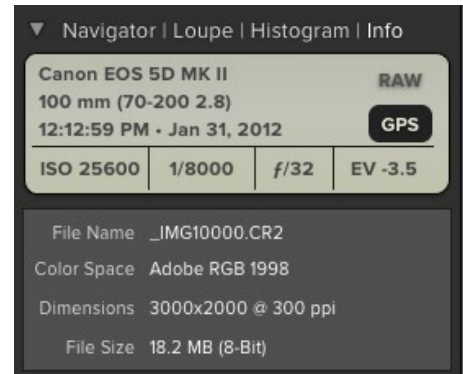 Navigator | Loupe | Histogram | Info
Canon EOS 5D MK II
RAW
100 mm (70-200 2.8)
12:12:59 PM • Jan 31, 2012
GPS
ISO 25600 1/8000 ƒ/32 EV -3.5
File Name _IMG10000.CR2
Color Space Adobe RGB 1998
Dimensions 3000x2000 @ 300 ppi
File Size 18.2 MB (8-Bit)